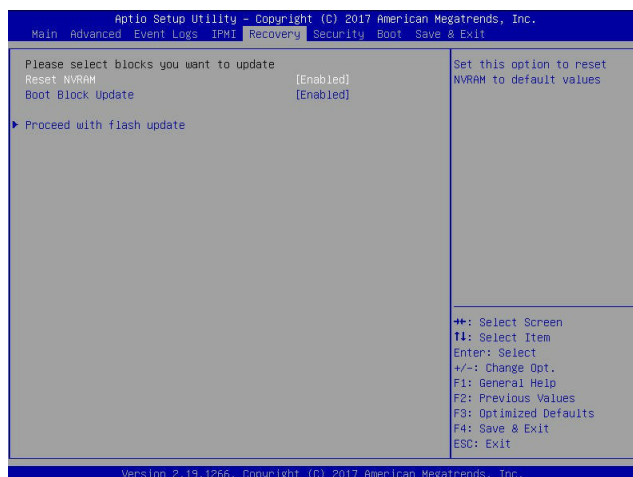 Aptio Setup Utility – Copyright (C) 2017 American Megatrends, Inc.
Main Advanced Event Logs IPMI Recovery Security Boot Save & Exit
Please select blocks you want to update
Reset NVRAM [Enabled]
Boot Block Update [Enabled]
Proceed with flash update
Set this option to reset
NVRAM to default values
→←: Select Screen
↑↓: Select Item
Enter: Select
+/-: Change Opt.
F1: General Help
F2: Previous Values
F3: Optimized Defaults
F4: Save & Exit
ESC: Exit
Version 2.19.1266. Copyright (C) 2017 American Megatrends, Inc.